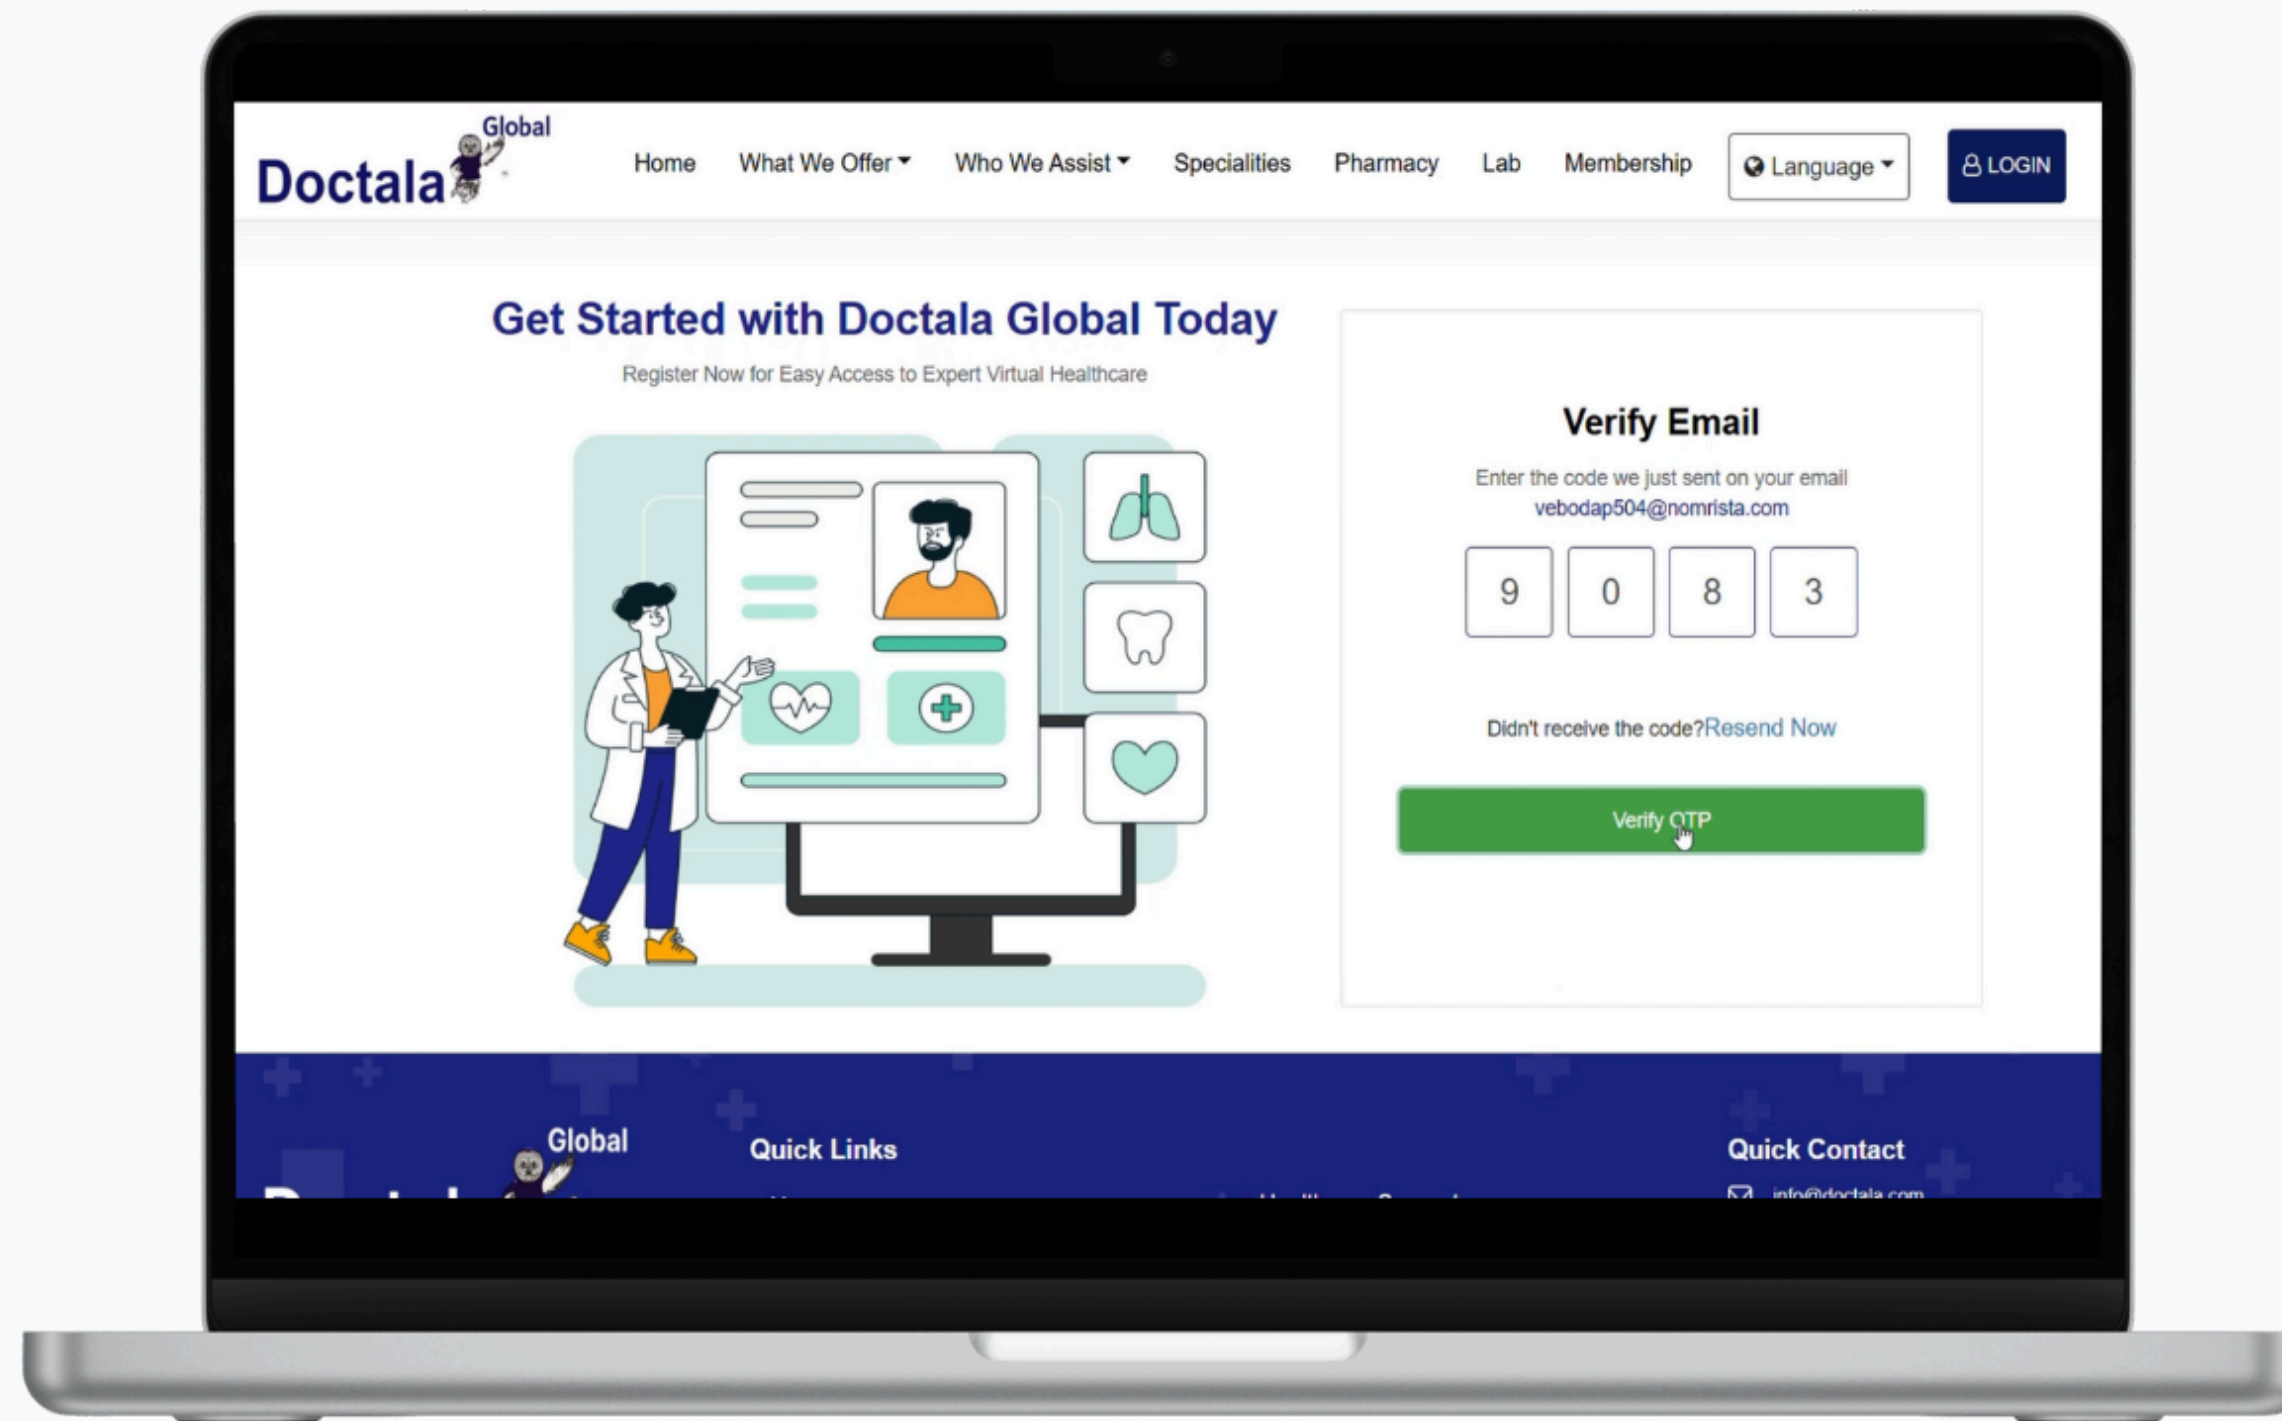 Global
Doctala
Home What We Offer Who We Assist Specialities Pharmacy Lab Membership Language LOGIN
Get Started with Doctala Global Today
Register Now for Easy Access to Expert Virtual Healthcare
Verify Email
Enter the code we just sent on your email
vebodap504@nomrista.com
9 0 8 3
Didn't receive the code?Resend Now
Verify OTP
Global
Quick Links
Quick Contact
info@doctala.com